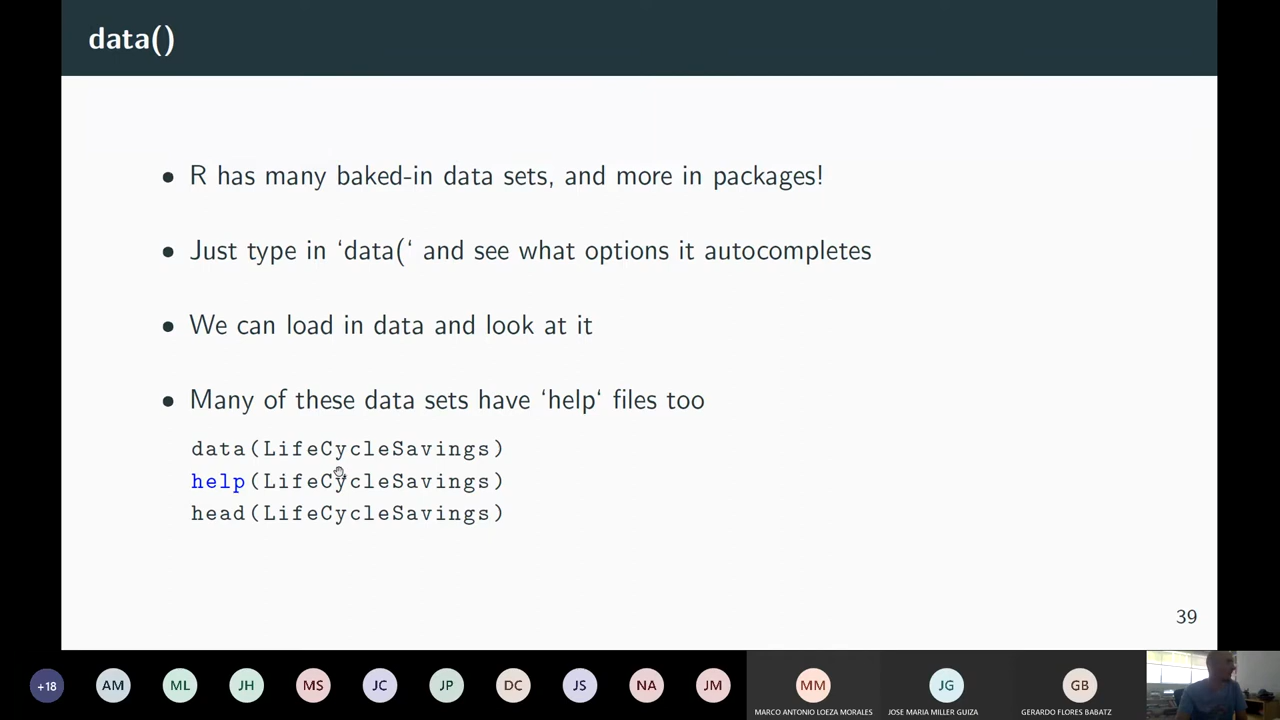 data()
• R has many baked-in data sets, and more in packages!
• Just type in ‘data(‘ and see what options it autocompletes
• We can load in data and look at it
• Many of these data sets have ‘help‘ files too
data(LifeCycleSavings)
help(LifeCycleSavings)
head(LifeCycleSavings)
39
+18 AM ML JH MS JC JP DC JS NA JM MM JG GB
MARCO ANTONIO LOEZA MORALES JOSE MARIA MILLER GUIZA GERARDO FLORES BABATZ